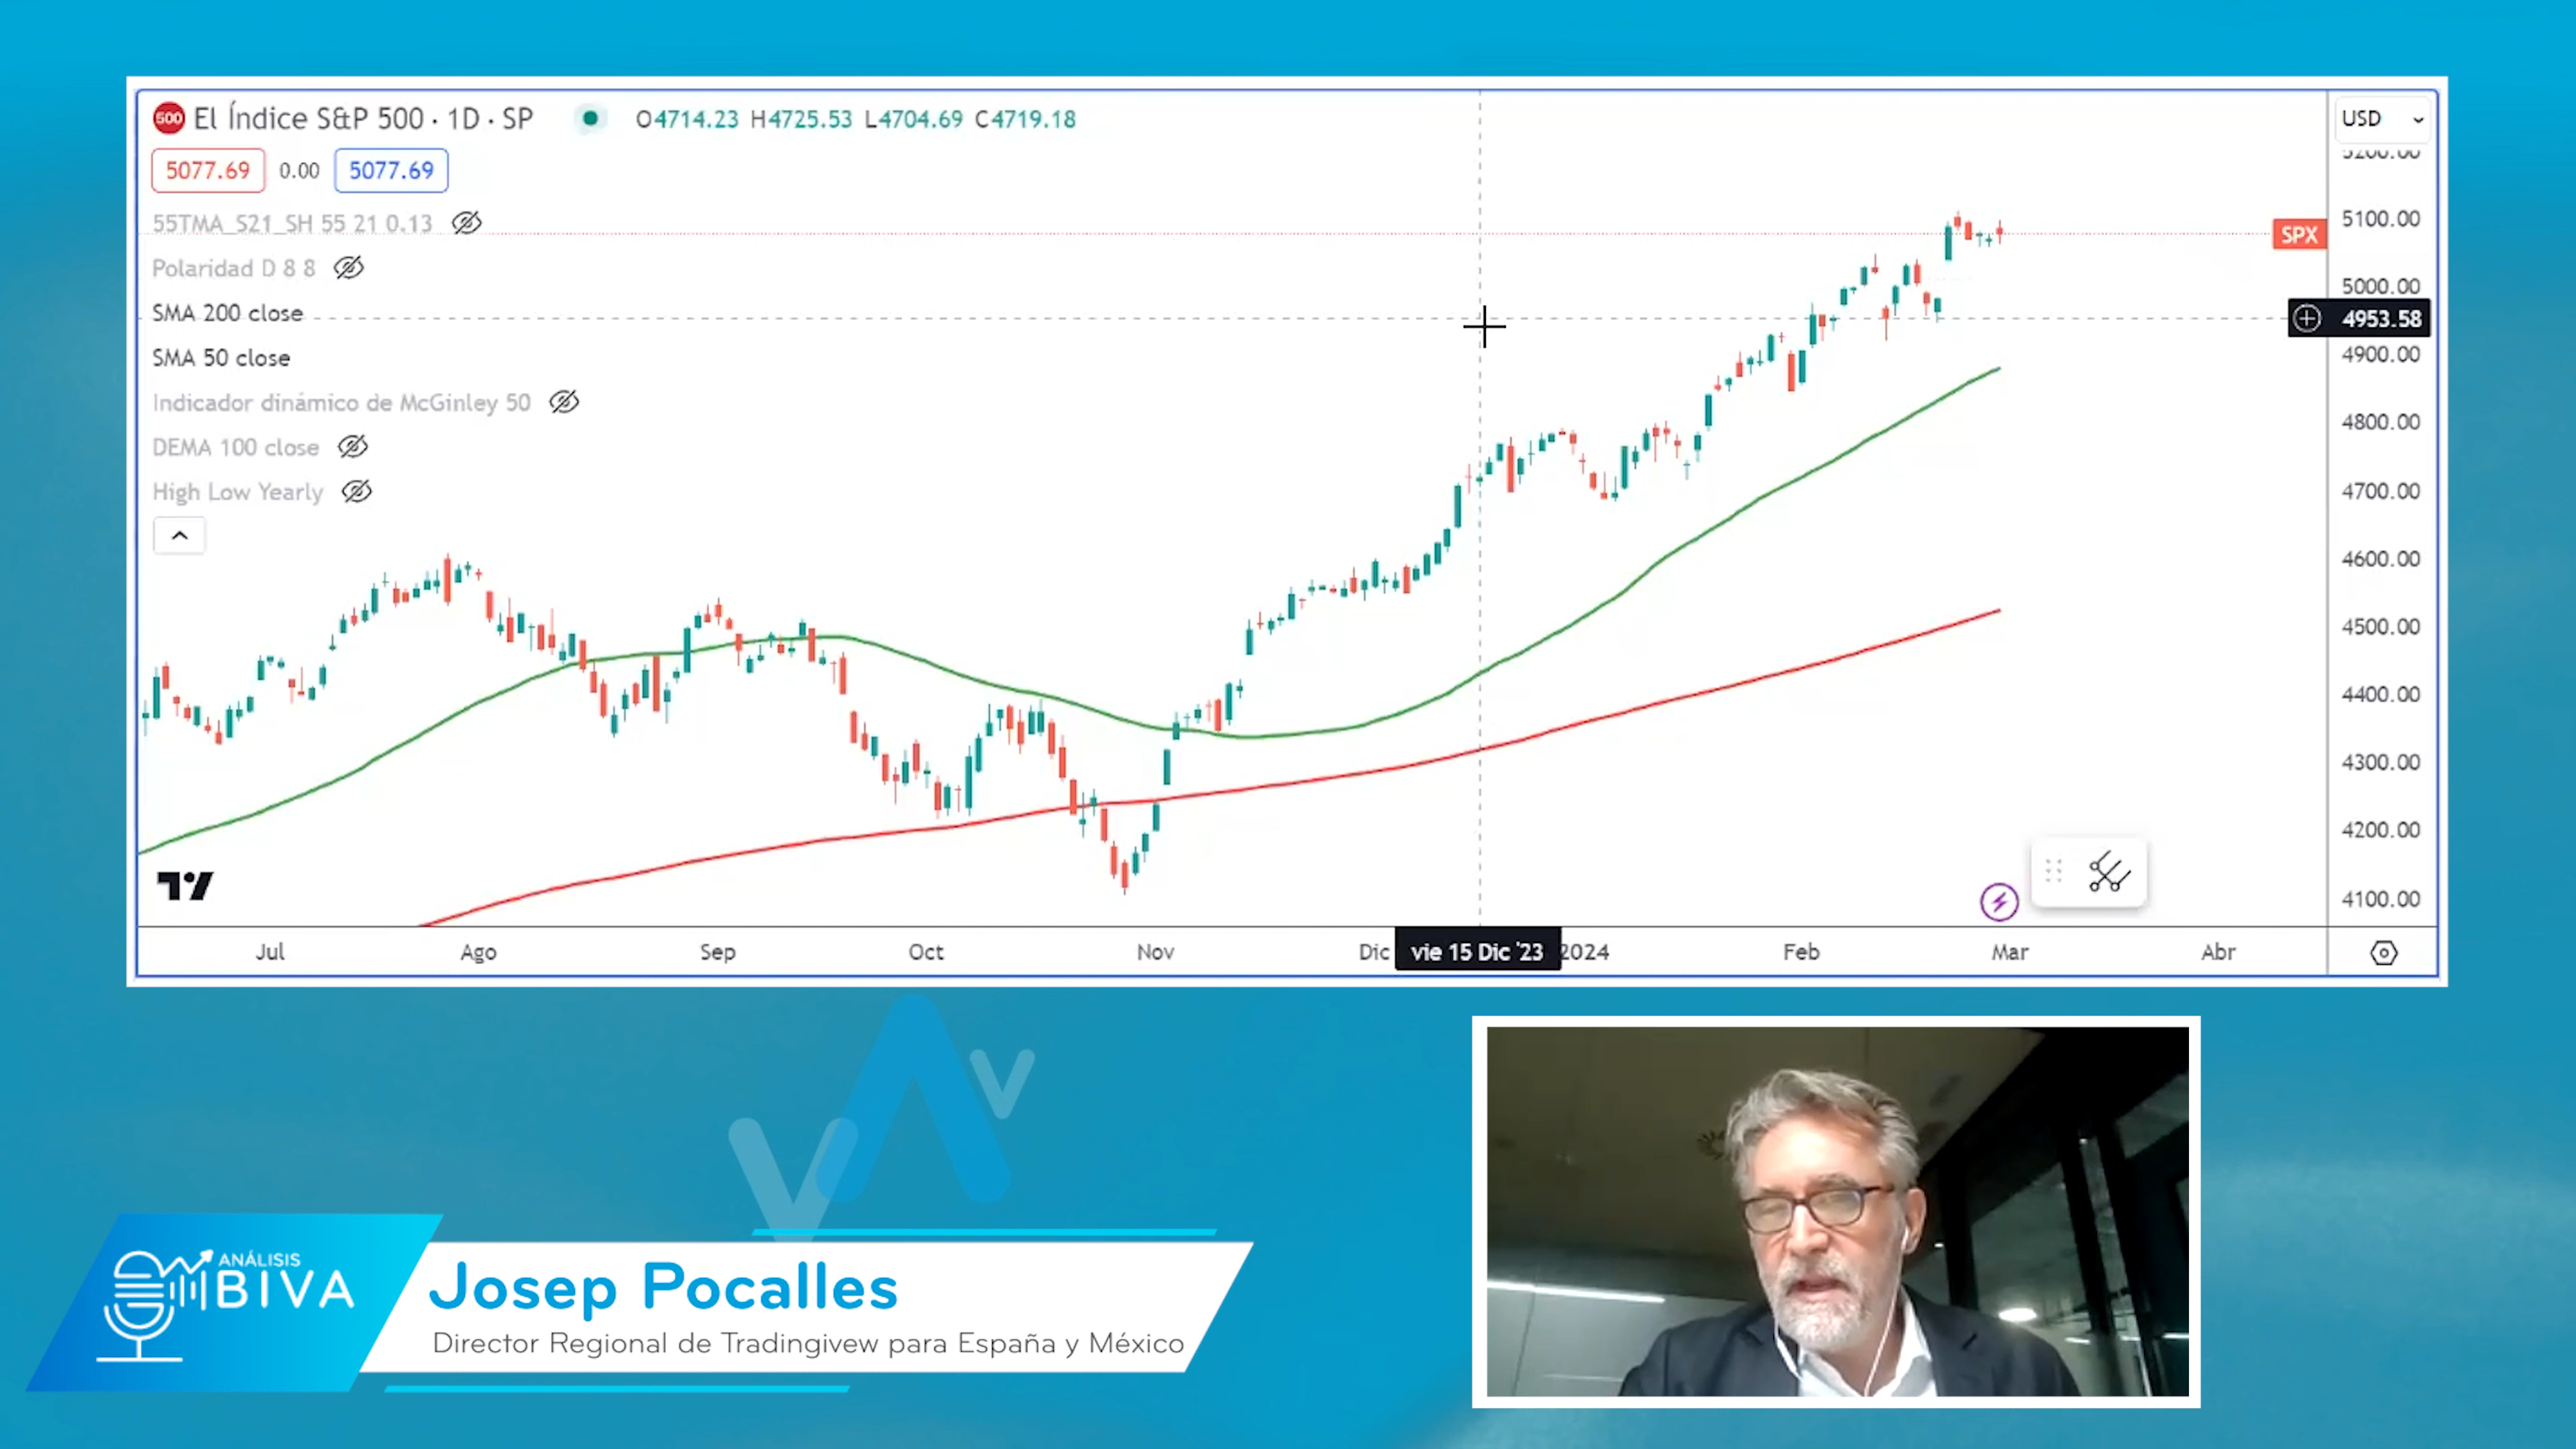 500 El Índice S&P 500 · 1D · SP O4714.23 H4725.53 L4704.69 C4719.18
USD
5077.69 0.00 5077.69
5200.00
55TMA_S21_SH 55 21 0.13
5100.00
SPX
Polaridad D 8 8
5000.00
SMA 200 close
4953.58
SMA 50 close
4900.00
Indicador dinámico de McGinley 50
4800.00
DEMA 100 close
High Low Yearly
4700.00
4600.00
4500.00
4400.00
4300.00
4200.00
4100.00
Jul Ago Sep Oct Nov Dic vie 15 Dic '23 2024 Feb Mar Abr
ANÁLISIS
BIVA
Josep Pocalles
Director Regional de Tradingivew para España y México